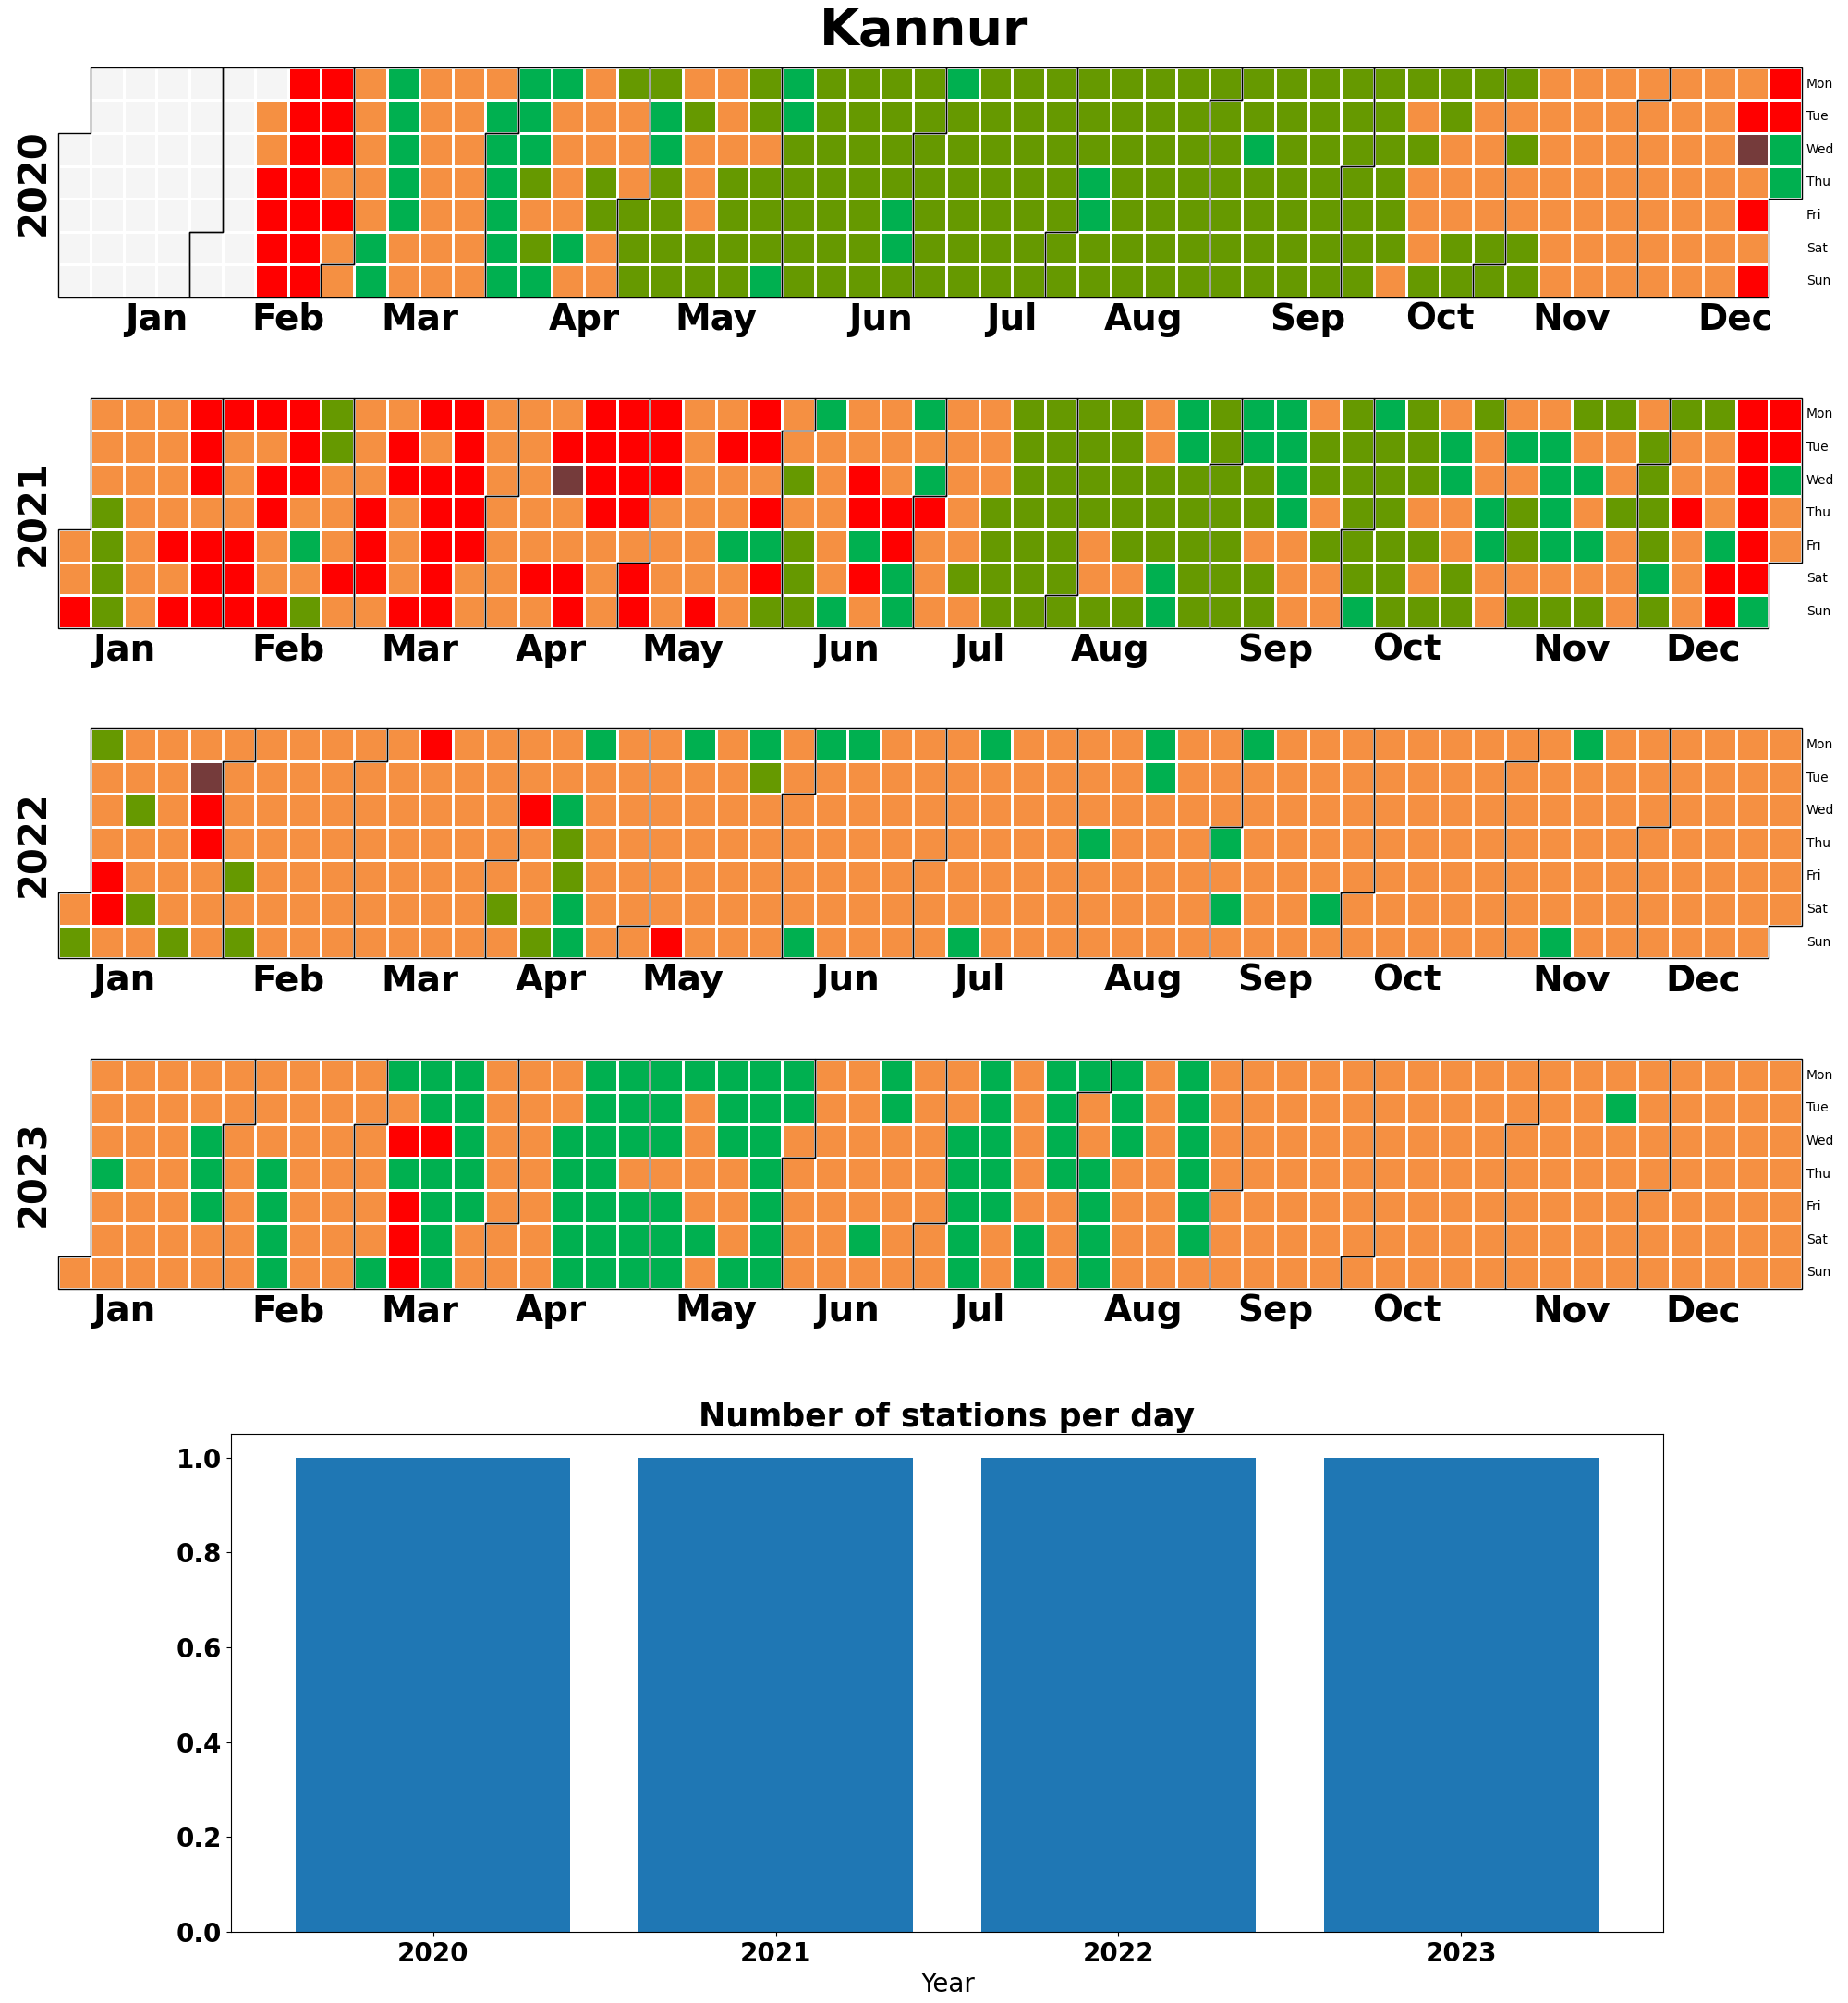 Kannur
2020
Mon
Tue
Wed
Thu
Fri
Sat
Sun
Jan Feb Mar Apr May Jun Jul Aug Sep Oct Nov Dec
2021
Mon
Tue
Wed
Thu
Fri
Sat
Sun
Jan Feb Mar Apr May Jun Jul Aug Sep Oct Nov Dec
2022
Mon
Tue
Wed
Thu
Fri
Sat
Sun
Jan Feb Mar Apr May Jun Jul Aug Sep Oct Nov Dec
2023
Mon
Tue
Wed
Thu
Fri
Sat
Sun
Jan Feb Mar Apr May Jun Jul Aug Sep Oct Nov Dec
Number of stations per day
1.0
0.8
0.6
0.4
0.2
0.0
2020 2021 2022 2023
Year